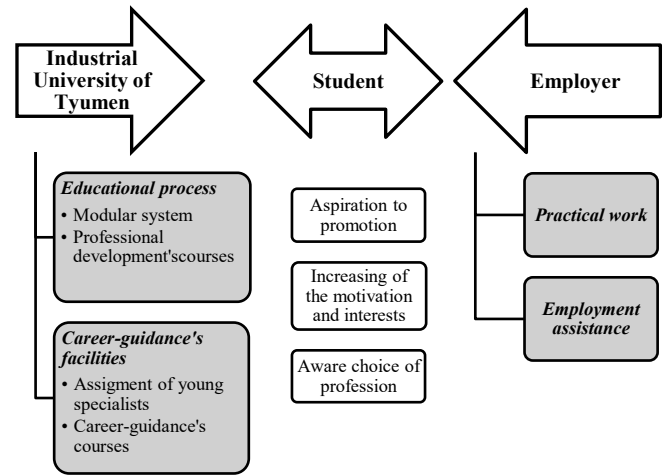 Industrial
University of
Tyumen
Student
Employer
Educational process
• Modular system
• Professional
development'scourses
Career-guidance's
facilities
• Assigment of young
specialists
• Career-guidance's
courses
Aspiration to
promotion
Increasing of
the motivation
and interests
Aware choice of
profession
Practical work
Employment
assistance